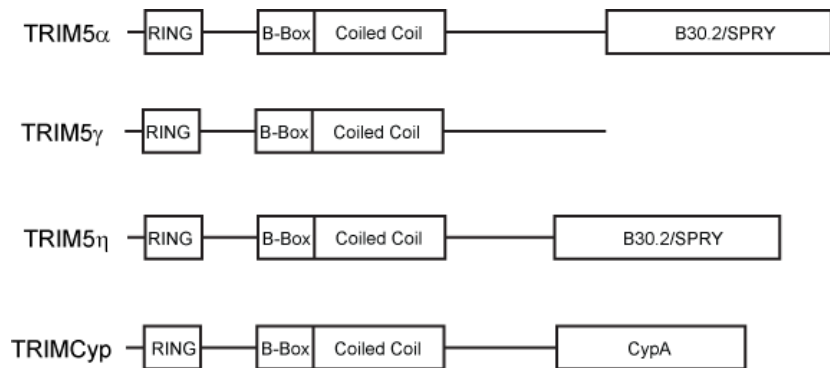 TRIM5α RING B-Box Coiled Coil B30.2/SPRY
TRIM5γ RING B-Box Coiled Coil
TRIM5η RING B-Box Coiled Coil B30.2/SPRY
TRIMCyp RING B-Box Coiled Coil CypA